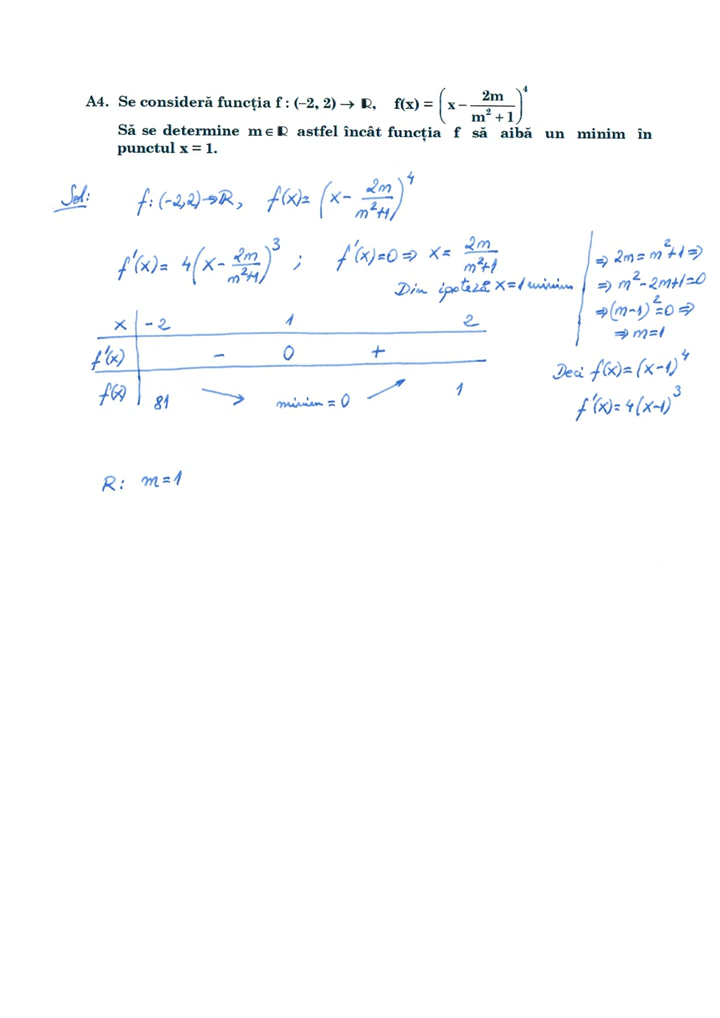 A4. Se consideră funcția f : (–2, 2) → ℝ, f(x) = (x – 2m/(m² + 1))⁴
Să se determine m ∈ ℝ astfel încât funcția f să aibă un minim în
punctul x = 1.
Sol: f: (-2,2)→ℝ, f(x)= (x - 2m/(m²+1))⁴
f'(x)= 4(x - 2m/(m²+1))³ ; f'(x)=0 ⇒ x = 2m/(m²+1)
Din ipoteză x=1 minim
⇒ 2m = m²+1 ⇒
⇒ m²-2m+1=0
⇒ (m-1)²=0 ⇒
⇒ m=1
x | -2 1 2
f'(x) | - 0 +
f(x) | 81 ↘ minim = 0 ↗ 1
Deci f(x)=(x-1)⁴
f'(x)=4(x-1)³
R: m=1